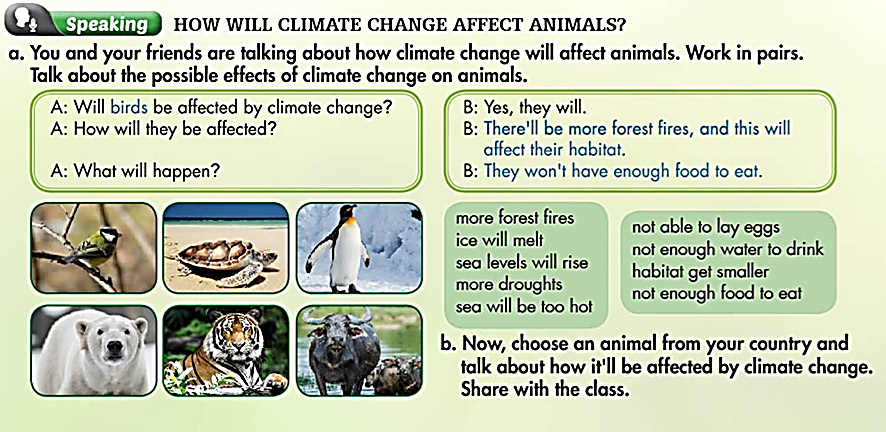 Speaking HOW WILL CLIMATE CHANGE AFFECT ANIMALS?
a. You and your friends are talking about how climate change will affect animals. Work in pairs.
Talk about the possible effects of climate change on animals.
A: Will birds be affected by climate change?
A: How will they be affected?
A: What will happen?
B: Yes, they will.
B: There'll be more forest fires, and this will
affect their habitat.
B: They won't have enough food to eat.
more forest fires
ice will melt
sea levels will rise
more droughts
sea will be too hot
not able to lay eggs
not enough water to drink
habitat get smaller
not enough food to eat
b. Now, choose an animal from your country and
talk about how it'll be affected by climate change.
Share with the class.